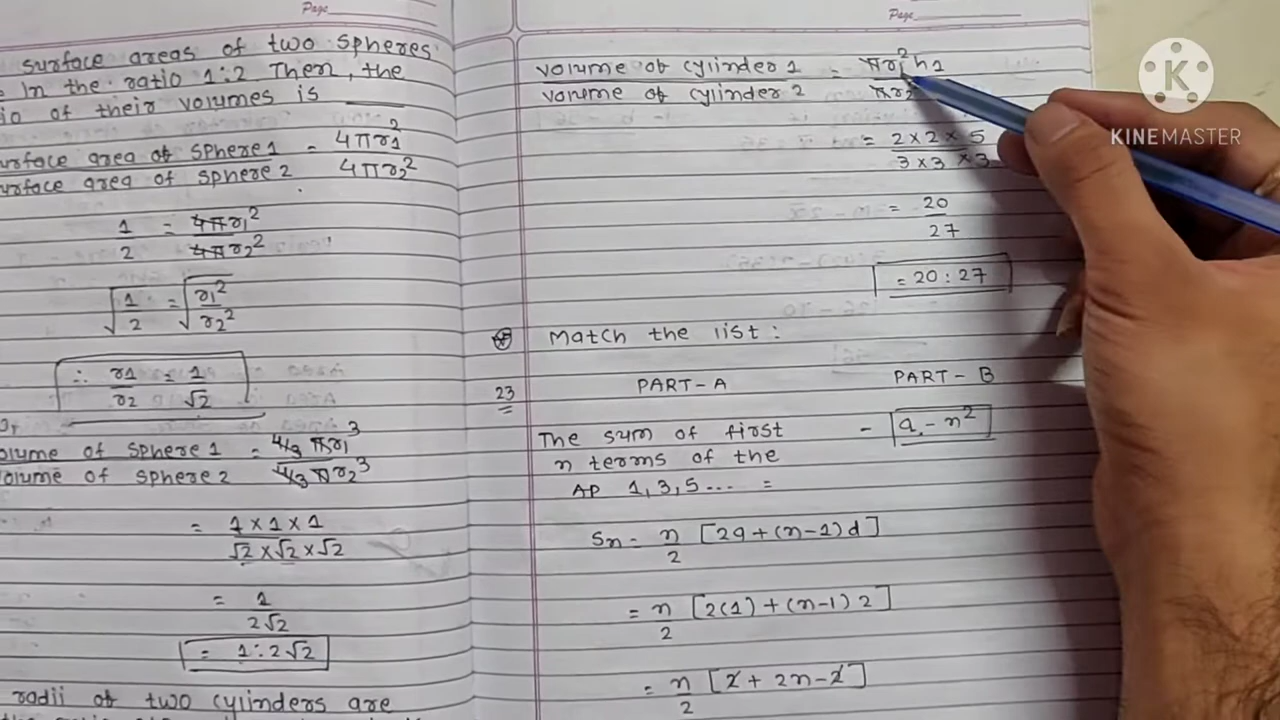 Page
surface areas of two spheres
in the ratio 1:2 Then, the
of their volumes is
area of sphere 1 = 4πr1²
surface area of sphere 2 4πr2²
1 = 4πr1²
2 4πr2²
√1/2 = √r1²/r2²
∴ r1 = 1
r2 √2
volume of sphere 1 = 4/3 πr1³
volume of sphere 2 4/3 πr2³
= 1 × 1 × 1
√2 × √2 × √2
= 1
2√2
= 1:2√2
radii of two cylinders are
Page
volume of cylinder 1 = πr1²h1
volume of cylinder 2 πr2
= 2 × 2 × 5
3 × 3 × 3
= 20
27
= 20:27
Match the list:
23 PART-A PART-B
The sum of first - a.-n²
n terms of the
AP 1, 3, 5... =
Sn = n/2 [2a+(n-1)d]
= n/2 [2(1)+(n-1)2]
= n/2 [2+2n-2]
KINEMASTER